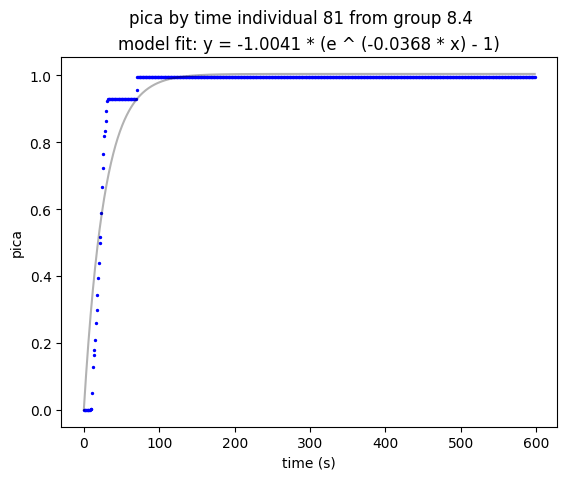 pica by time individual 81 from group 8.4
model fit: y = -1.0041 * (e ^ (-0.0368 * x) - 1)
1.0
0.8
0.6
0.4
0.2
0.0
pica
0 100 200 300 400 500 600
time (s)